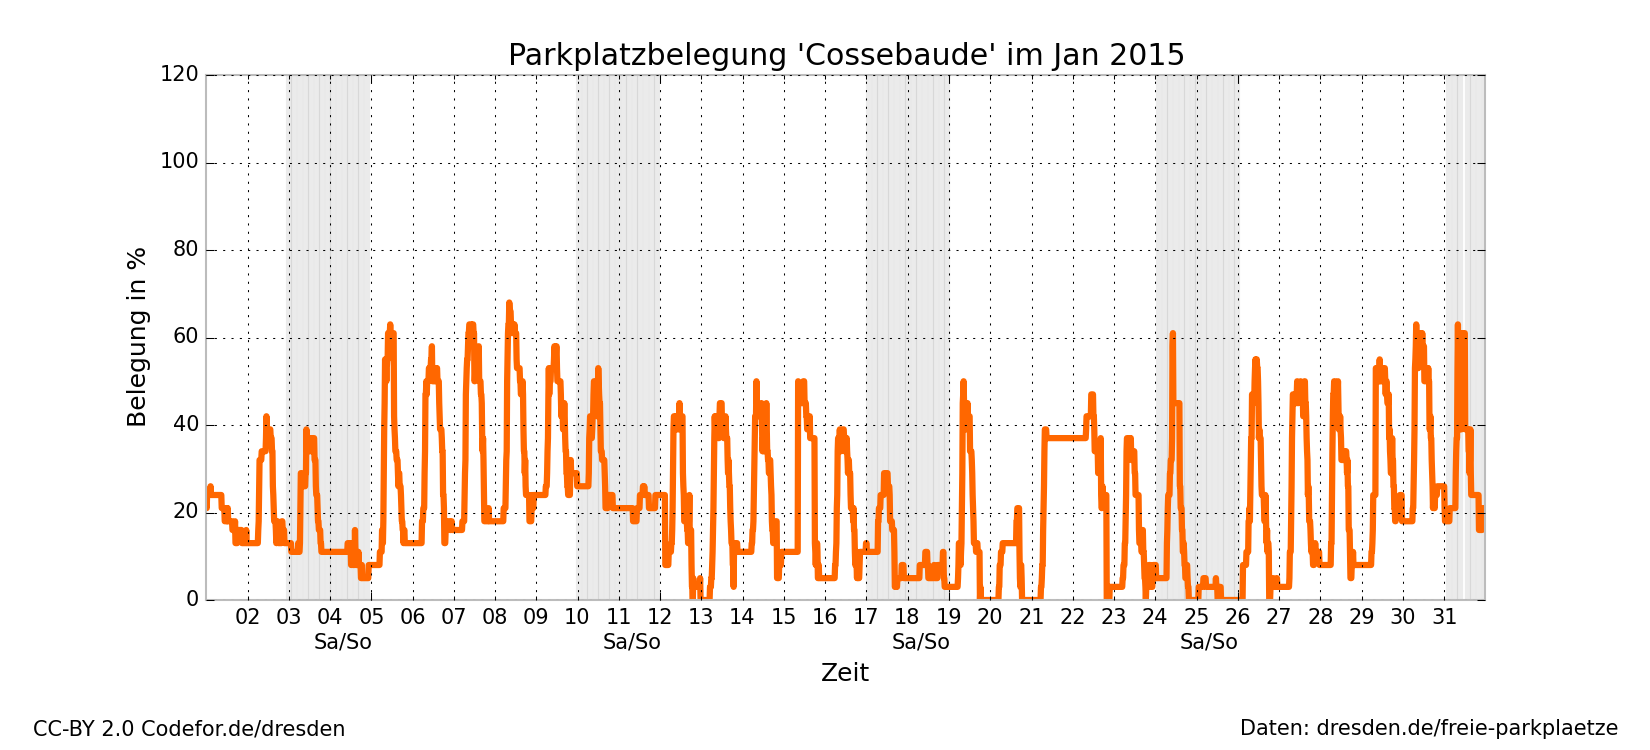 Parkplatzbelegung 'Cossebaude' im Jan 2015
120
100
80
60
40
20
0
Belegung in %
02 03 04 05 06 07 08 09 10 11 12 13 14 15 16 17 18 19 20 21 22 23 24 25 26 27 28 29 30 31
Sa/So Sa/So Sa/So Sa/So
Zeit
CC-BY 2.0 Codefor.de/dresden
Daten: dresden.de/freie-parkplaetze